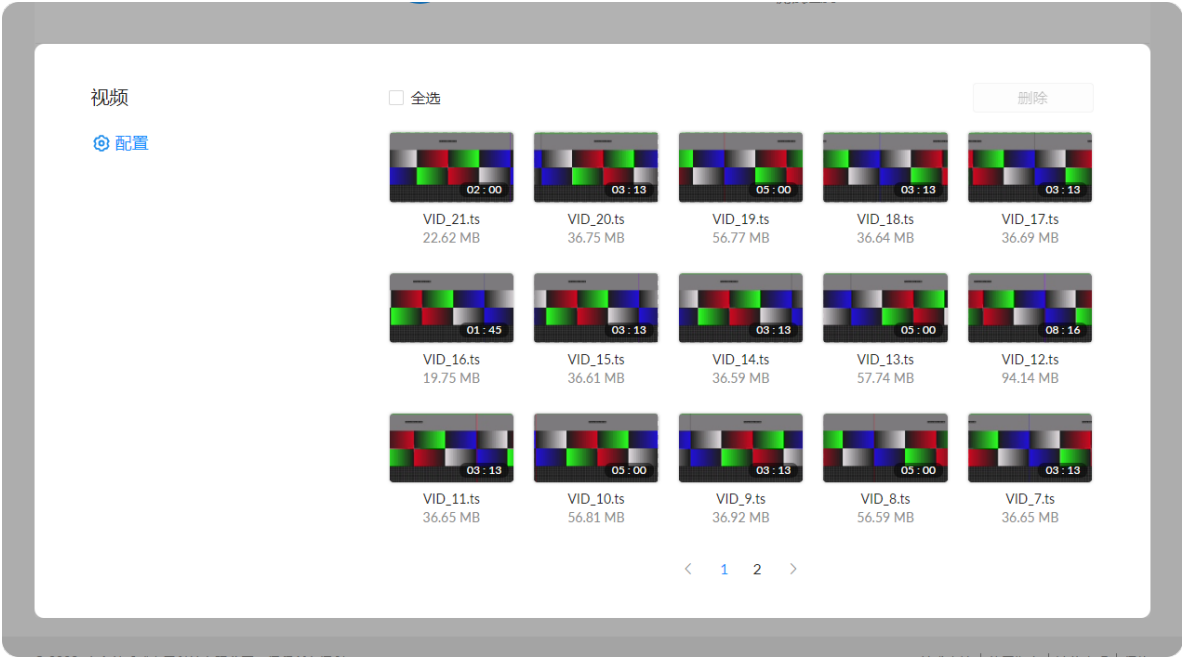 视频
配置
全选
删除
02:00 03:13 05:00 03:13 03:13
VID_21.ts VID_20.ts VID_19.ts VID_18.ts VID_17.ts
22.62 MB 36.75 MB 56.77 MB 36.64 MB 36.69 MB
01:45 03:13 03:13 05:00 08:16
VID_16.ts VID_15.ts VID_14.ts VID_13.ts VID_12.ts
19.75 MB 36.61 MB 36.59 MB 57.74 MB 94.14 MB
03:13 05:00 03:13 05:00 03:13
VID_11.ts VID_10.ts VID_9.ts VID_8.ts VID_7.ts
36.65 MB 56.81 MB 36.92 MB 56.59 MB 36.65 MB
< 1 2 >